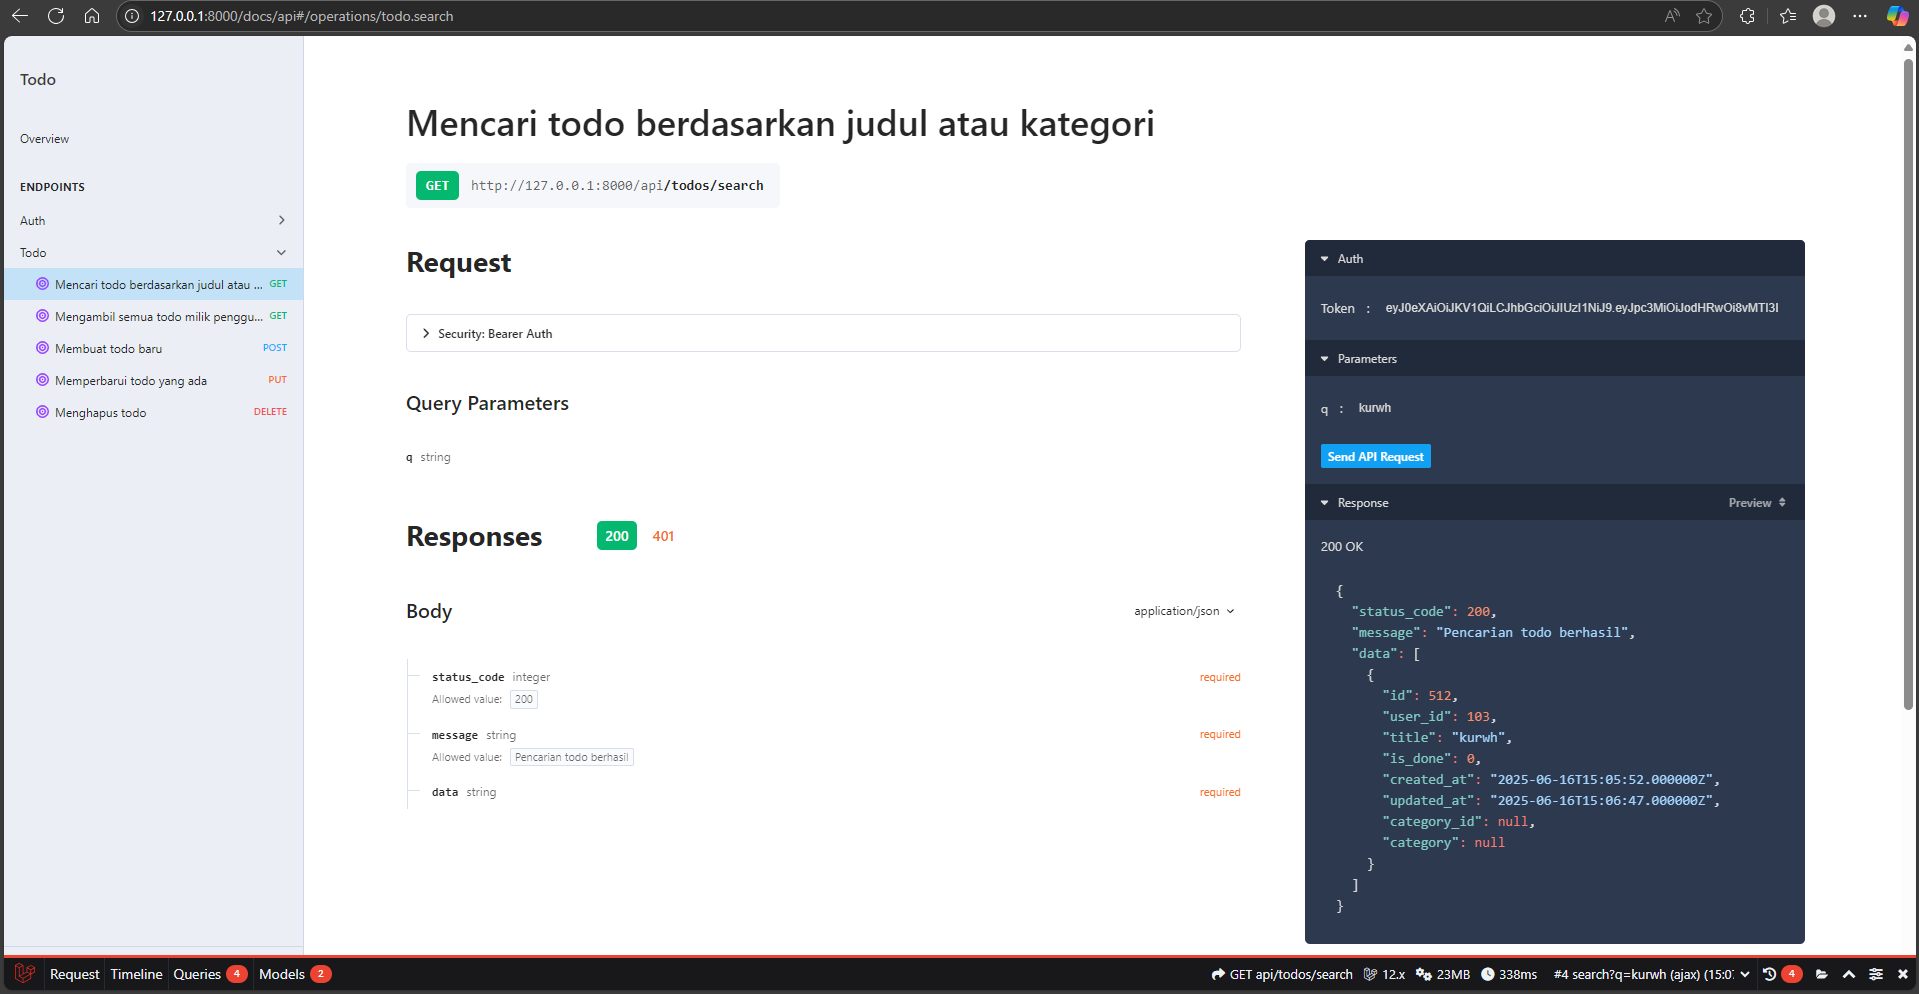 127.0.0.1:8000/docs/api#/operations/todo.search
Todo
Overview
ENDPOINTS
Auth
Todo
Mencari todo berdasarkan judul atau ... GET
Mengambil semua todo milik penggu... GET
Membuat todo baru POST
Memperbarui todo yang ada PUT
Menghapus todo DELETE
Mencari todo berdasarkan judul atau kategori
GET http://127.0.0.1:8000/api/todos/search
Request
Security: Bearer Auth
Query Parameters
q string
Responses 200 401
Body application/json
status_code integer required
Allowed value: 200
message string required
Allowed value: Pencarian todo berhasil
data string required
Auth
Token : eyJ0eXAiOiJKV1QiLCJhbGciOiJIUzI1NiJ9.eyJpc3MiOiJodHRwOi8vMTI3I
Parameters
q : kurwh
Send API Request
Response Preview
200 OK
{
"status_code": 200,
"message": "Pencarian todo berhasil",
"data": [
{
"id": 512,
"user_id": 103,
"title": "kurwh",
"is_done": 0,
"created_at": "2025-06-16T15:05:52.000000Z",
"updated_at": "2025-06-16T15:06:47.000000Z",
"category_id": null,
"category": null
}
]
}
Request Timeline Queries 4 Models 2 GET api/todos/search 12.x 23MB 338ms #4 search?q=kurwh (ajax) (15:07 4